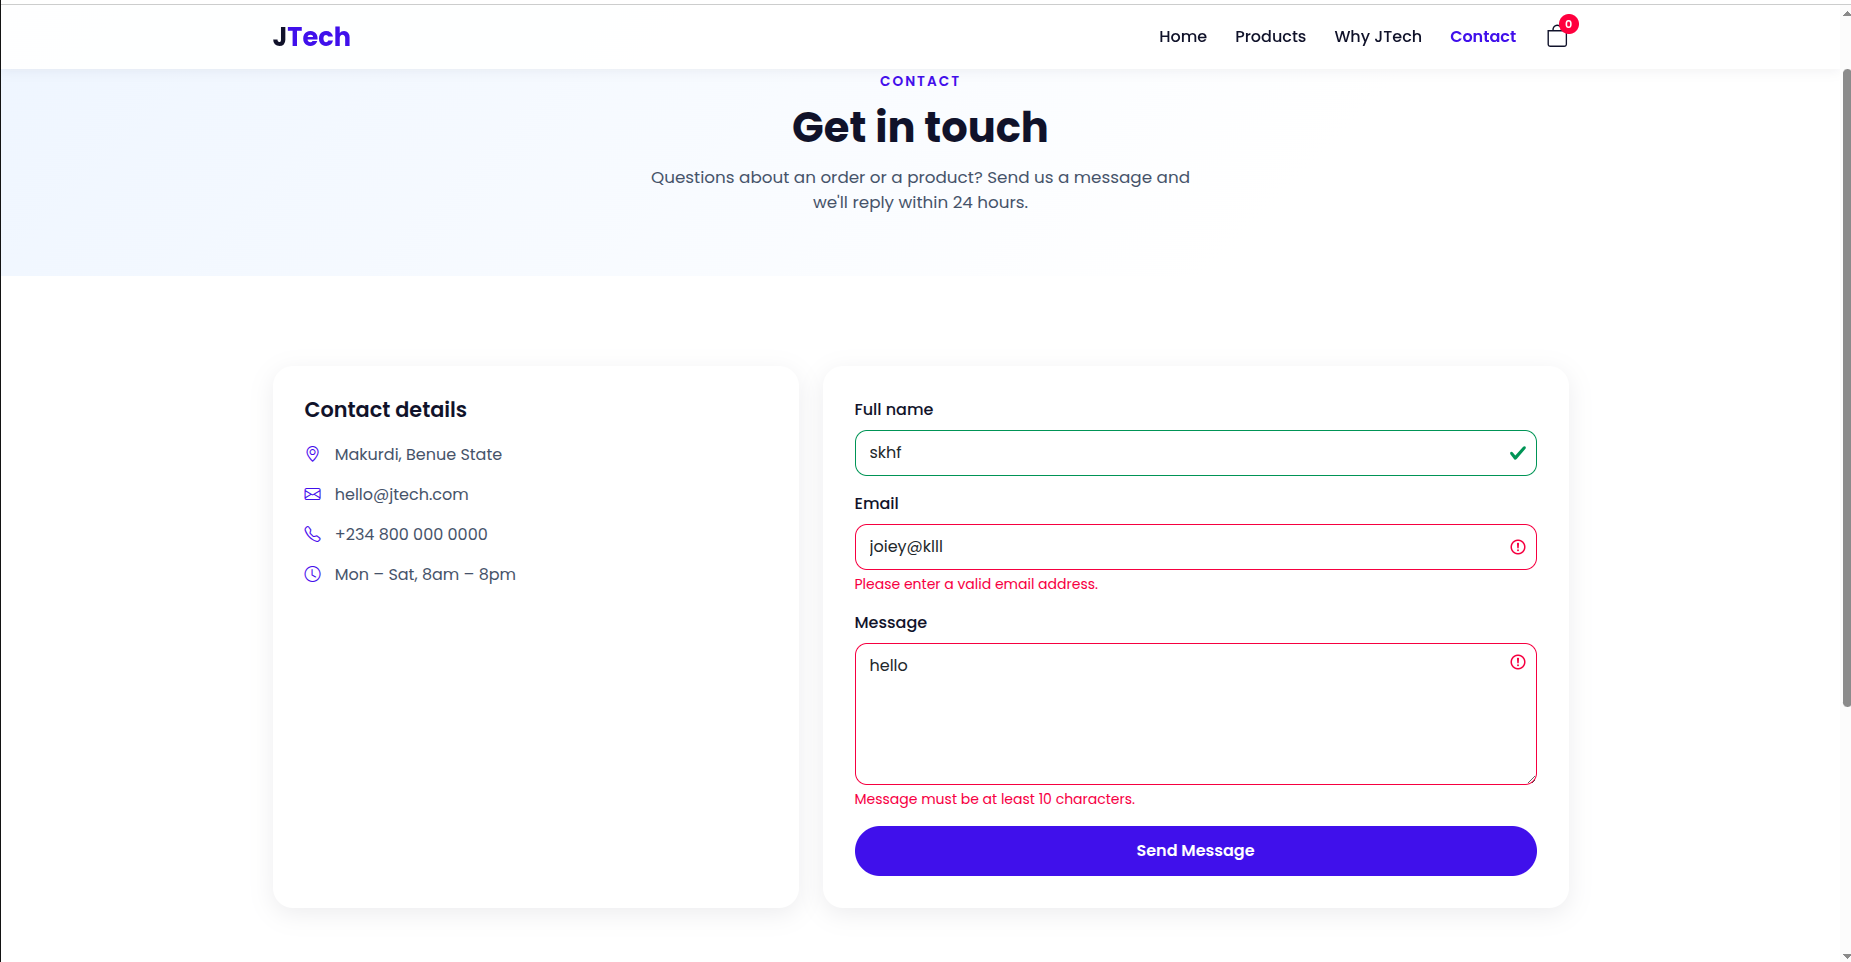 JTech
Home Products Why JTech Contact 0
CONTACT
Get in touch
Questions about an order or a product? Send us a message and
we'll reply within 24 hours.
Contact details
Makurdi, Benue State
hello@jtech.com
+234 800 000 0000
Mon – Sat, 8am – 8pm
Full name
skhf
Email
joiey@klll
Please enter a valid email address.
Message
hello
Message must be at least 10 characters.
Send Message